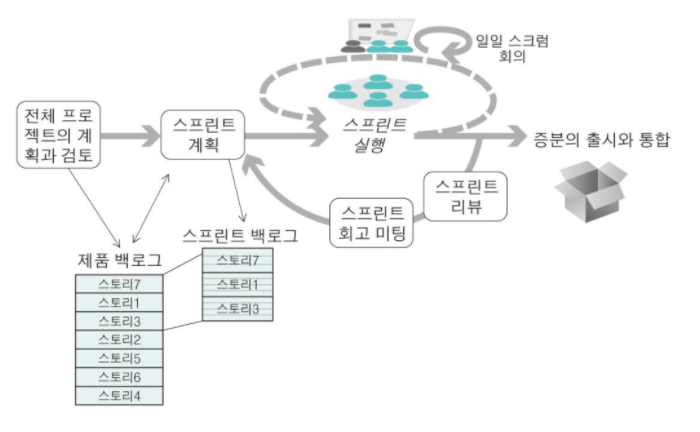 일일 스크럼
회의
전체 프로
젝트의 계
획과 검토
스프린트
계획
스프린트
실행
증분의 출시와 통합
스프린트
리뷰
스프린트
회고 미팅
제품 백로그
스토리7
스토리1
스토리3
스토리2
스토리5
스토리6
스토리4
스프린트 백로그
스토리7
스토리1
스토리3